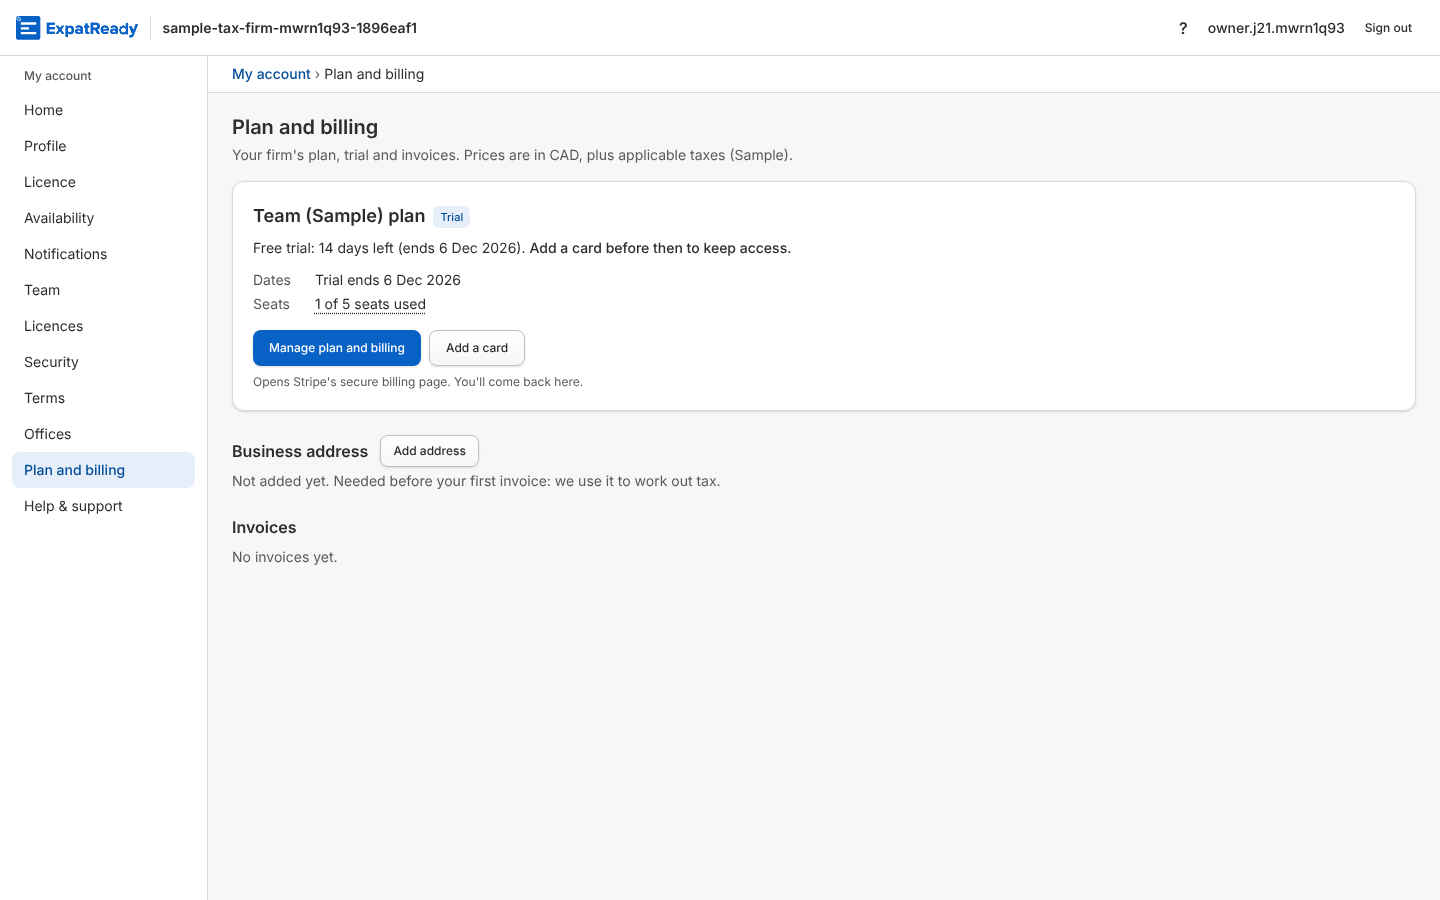 ExpatReady
sample-tax-firm-mwrn1q93-1896eaf1
?
owner.j21.mwrn1q93
Sign out
My account
Home
Profile
Licence
Availability
Notifications
Team
Licences
Security
Terms
Offices
Plan and billing
Help & support
My account › Plan and billing
Plan and billing
Your firm's plan, trial and invoices. Prices are in CAD, plus applicable taxes (Sample).
Team (Sample) plan Trial
Free trial: 14 days left (ends 6 Dec 2026). Add a card before then to keep access.
Dates Trial ends 6 Dec 2026
Seats 1 of 5 seats used
Manage plan and billing Add a card
Opens Stripe's secure billing page. You'll come back here.
Business address Add address
Not added yet. Needed before your first invoice: we use it to work out tax.
Invoices
No invoices yet.